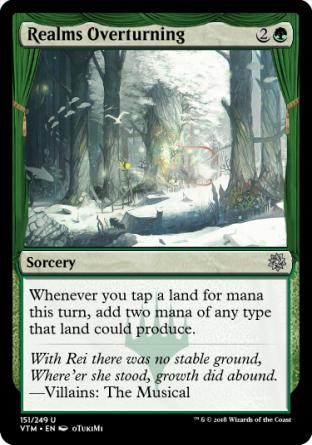 Realms Overturning 2
Sorcery
Whenever you tap a land for mana
this turn, add two mana of any type
that land could produce.
With Rei there was no stable ground,
Where'er she stood, growth did abound.
—Villains: The Musical
151/249 U
VTM • EN oTuKiMi
™ & © 2018 Wizards of the Coast